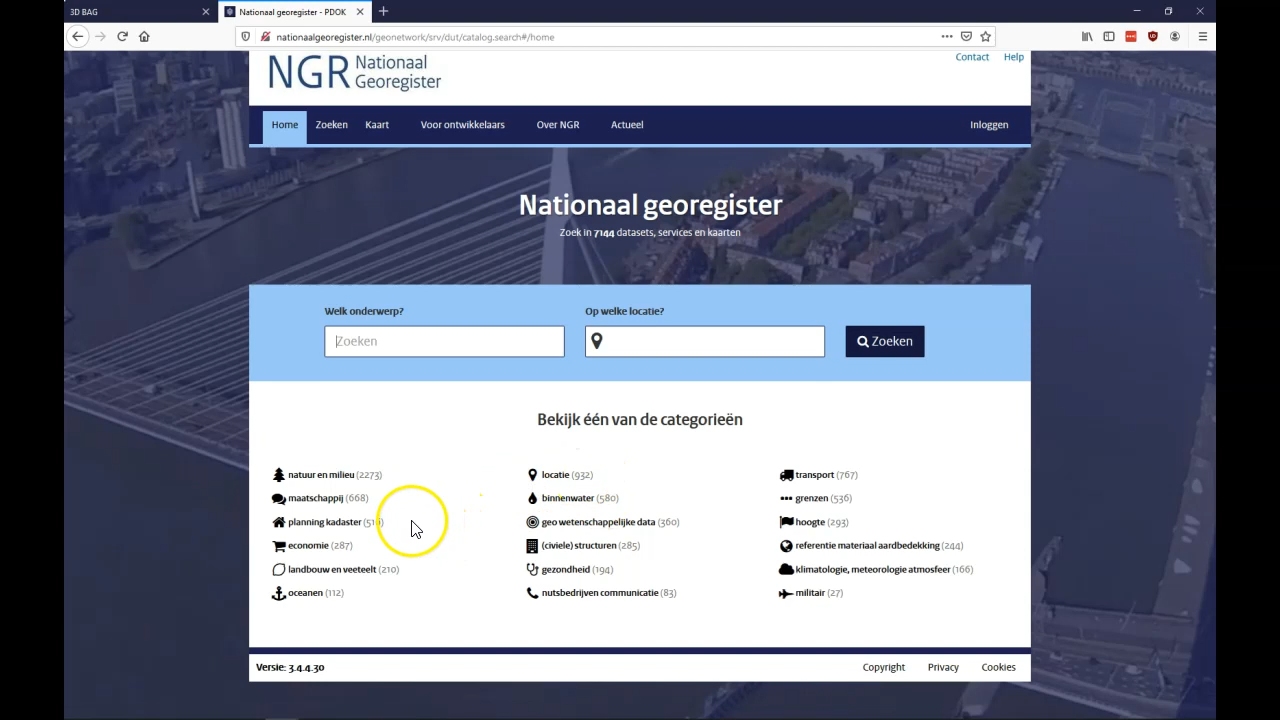 3D BAG
Nationaal georegister - PDOK
nationaalgeoregister.nl/geonetwork/srv/dut/catalog.search#/home
Contact Help
NGR Nationaal Georegister
Home Zoeken Kaart Voor ontwikkelaars Over NGR Actueel Inloggen
Nationaal georegister
Zoek in 7144 datasets, services en kaarten
Welk onderwerp? Op welke locatie?
Zoeken Zoeken
Bekijk één van de categorieën
natuur en milieu (2273) locatie (932) transport (767)
maatschappij (668) binnenwater (580) grenzen (536)
planning kadaster geo wetenschappelijke data (360) hoogte (293)
economie (287) (civiele) structuren (285) referentie materiaal aardbedekking (244)
landbouw en veeteelt (210) gezondheid (194) klimatologie, meteorologie atmosfeer (166)
oceanen (112) nutsbedrijven communicatie (83) militair (27)
Versie: 3.4.4.30 Copyright Privacy Cookies